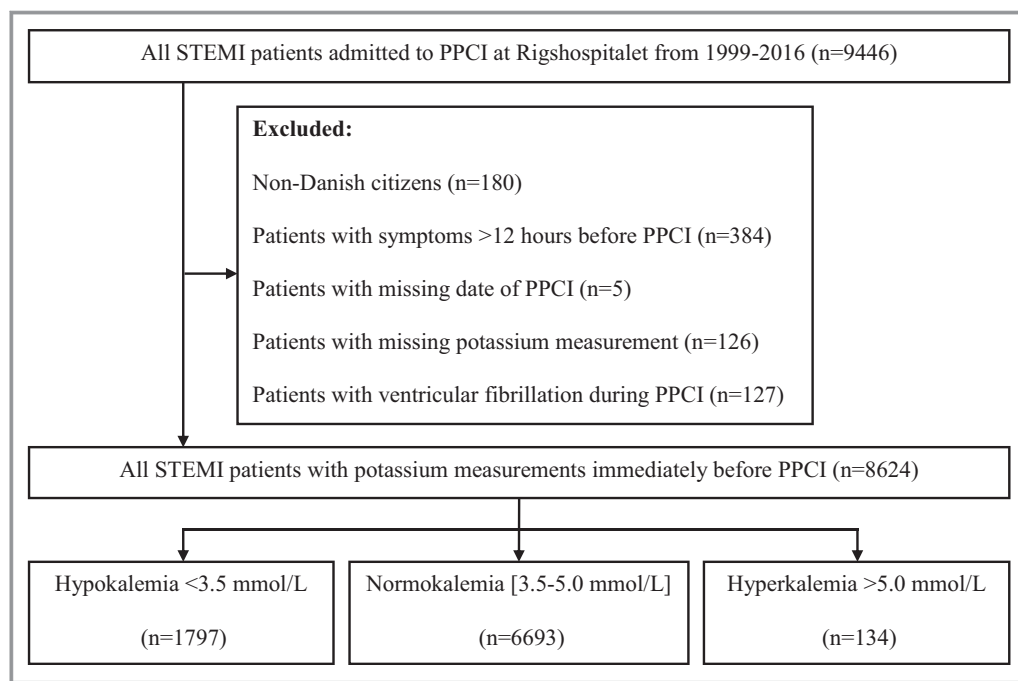 All STEMI patients admitted to PPCI at Rigshospitalet from 1999-2016 (n=9446)
Excluded:
Non-Danish citizens (n=180)
Patients with symptoms >12 hours before PPCI (n=384)
Patients with missing date of PPCI (n=5)
Patients with missing potassium measurement (n=126)
Patients with ventricular fibrillation during PPCI (n=127)
All STEMI patients with potassium measurements immediately before PPCI (n=8624)
Hypokalemia <3.5 mmol/L
(n=1797)
Normokalemia [3.5-5.0 mmol/L]
(n=6693)
Hyperkalemia >5.0 mmol/L
(n=134)